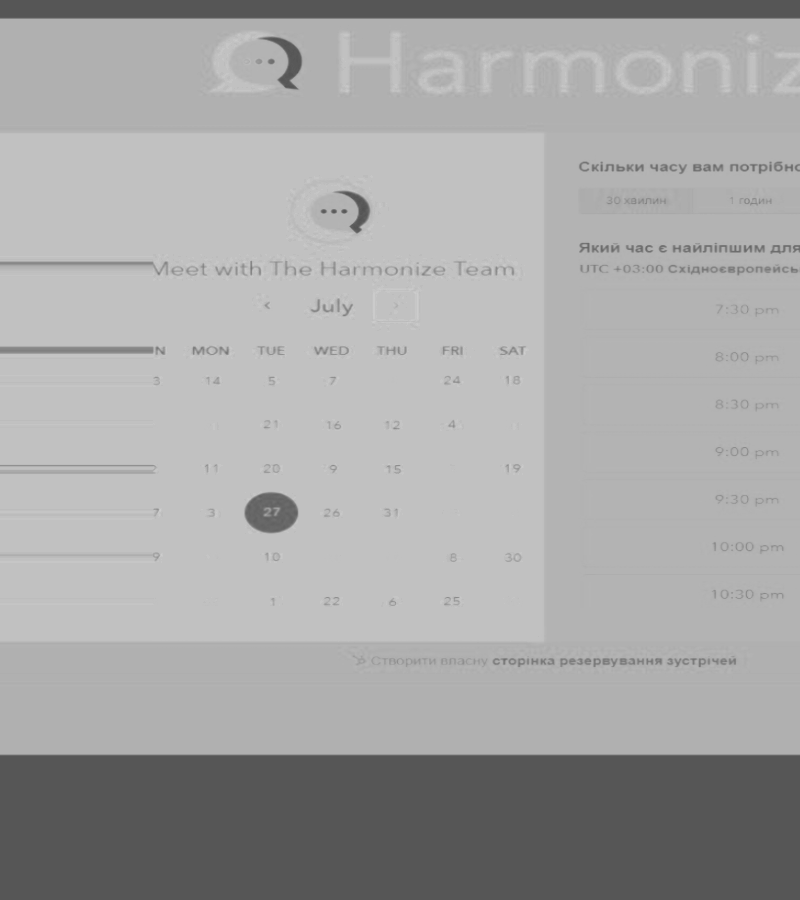 Harmoniz
Meet with The Harmonize Team
July
N MON TUE WED THU FRI SAT
3 14 5 7 24 18
21 16 12 4
2 11 20 9 15 19
7 3 27 26 31
9 10 8 30
1 22 6 25
Скільки часу вам потрібно
30 хвилин 1 годин
Який час є найліпшим для
UTC +03:00 Східноєвропейсь
7:30 pm
8:00 pm
8:30 pm
9:00 pm
9:30 pm
10:00 pm
10:30 pm
Створити власну сторінка резервування зустрічей